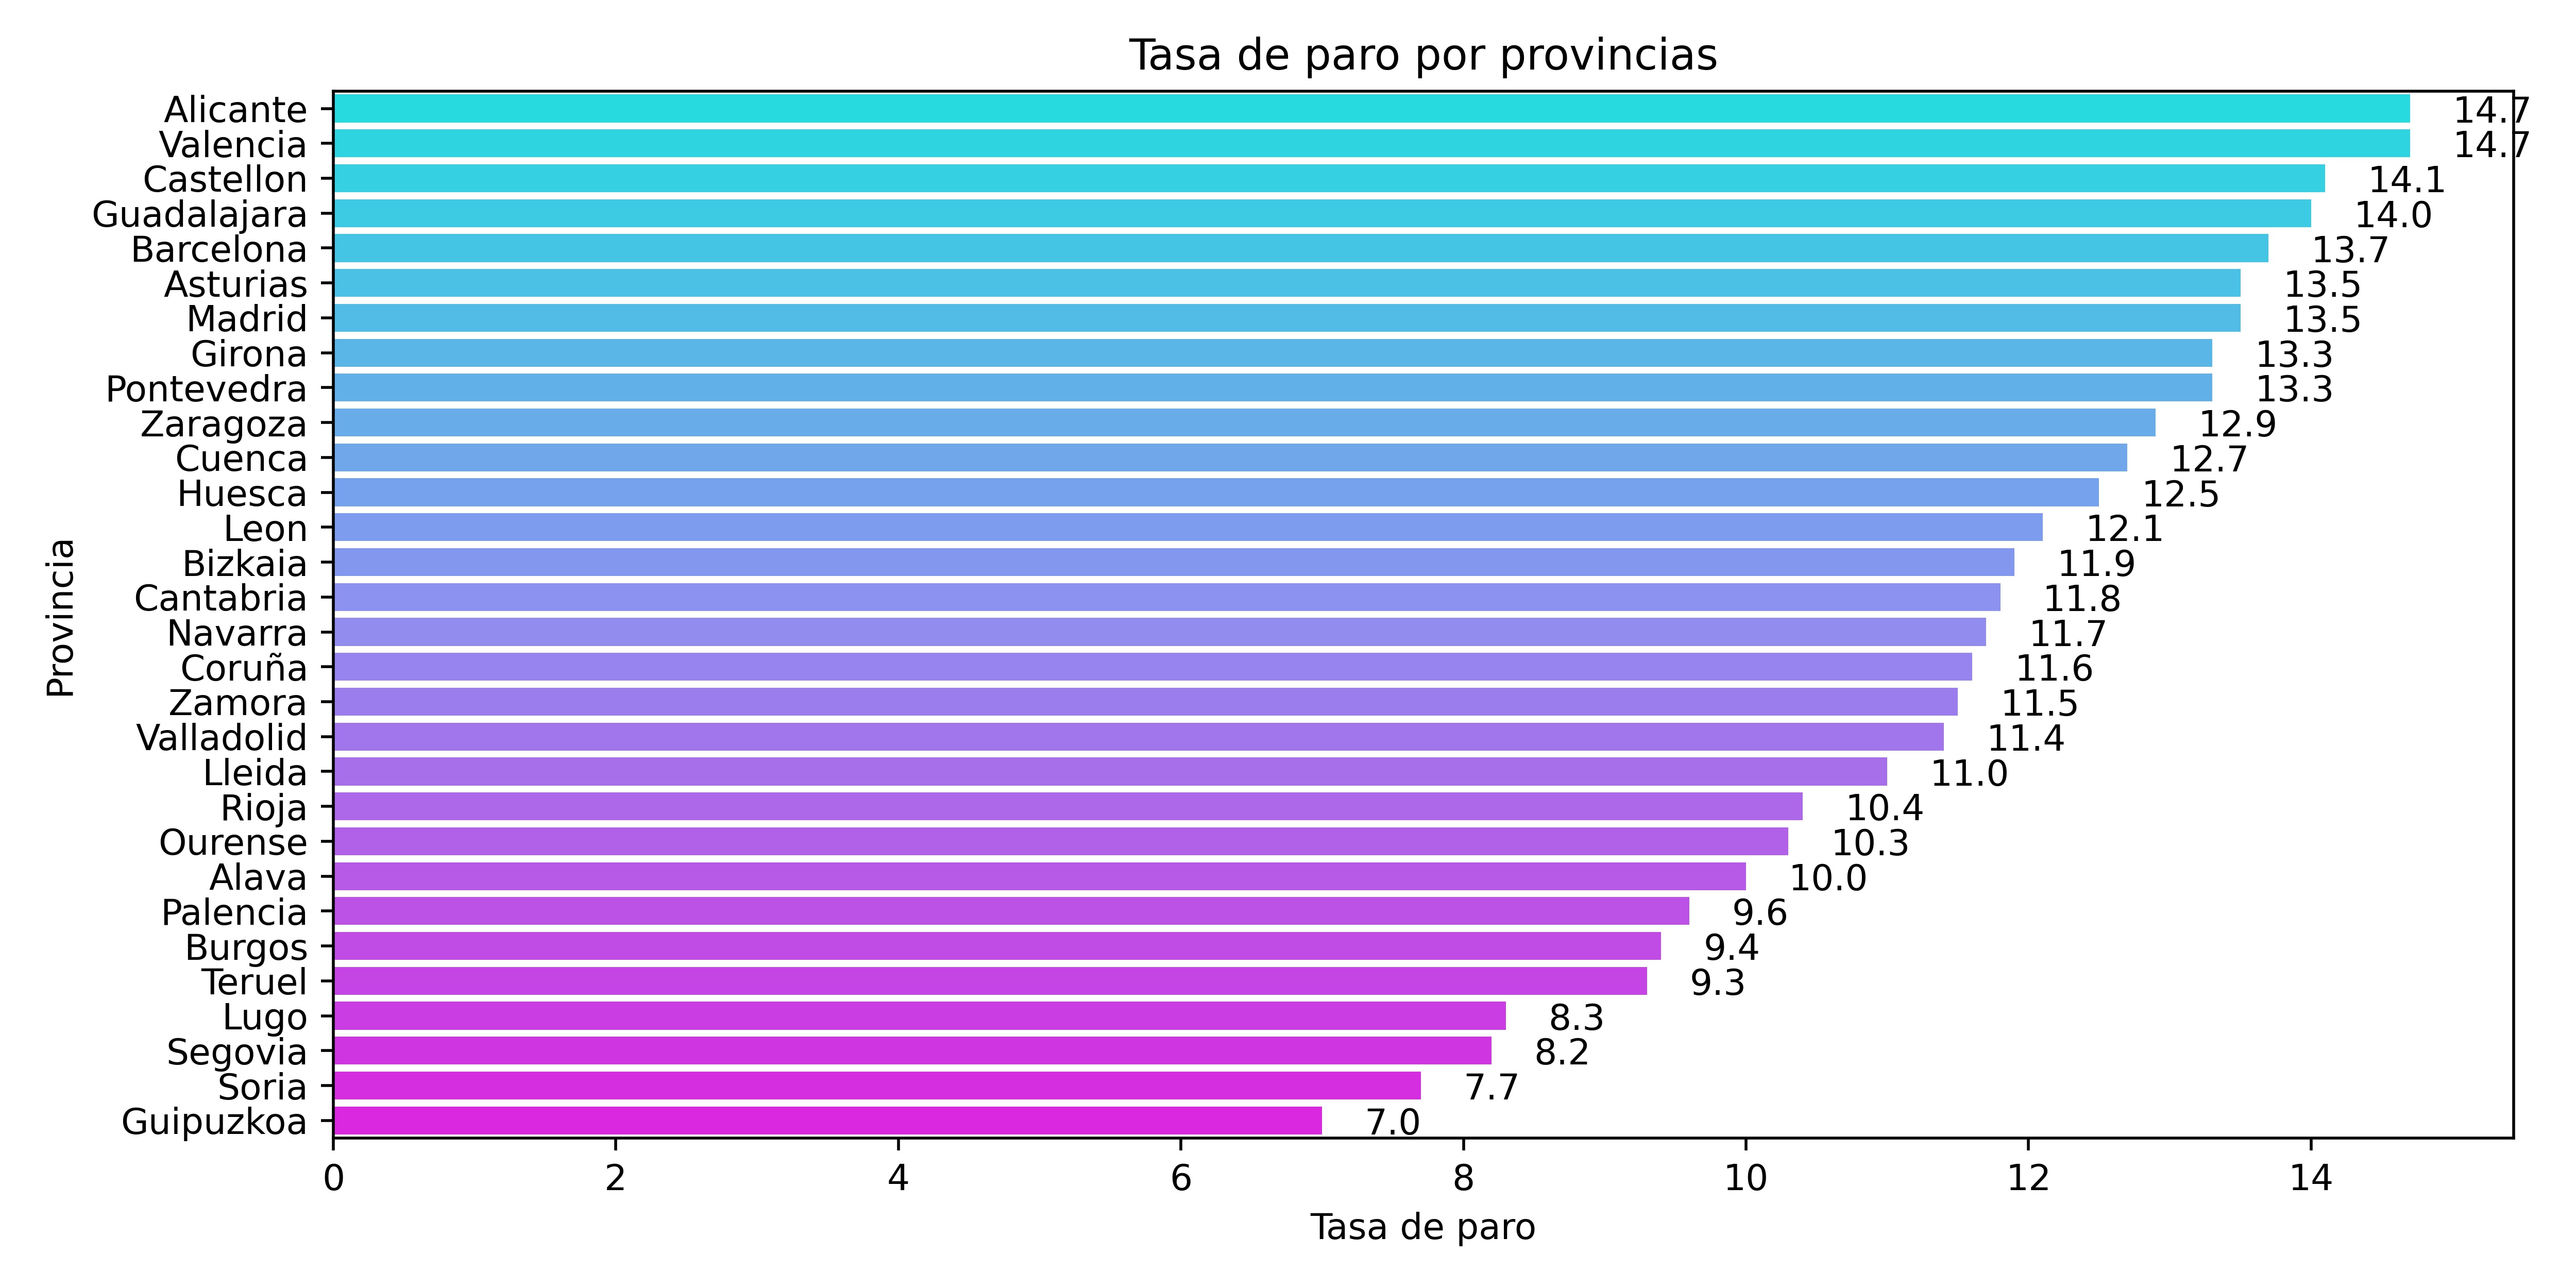 Tasa de paro por provincias
Alicante 14.7
Valencia 14.7
Castellon 14.1
Guadalajara 14.0
Barcelona 13.7
Asturias 13.5
Madrid 13.5
Girona 13.3
Pontevedra 13.3
Zaragoza 12.9
Cuenca 12.7
Huesca 12.5
Leon 12.1
Bizkaia 11.9
Cantabria 11.8
Navarra 11.7
Coruña 11.6
Zamora 11.5
Valladolid 11.4
Lleida 11.0
Rioja 10.4
Ourense 10.3
Alava 10.0
Palencia 9.6
Burgos 9.4
Teruel 9.3
Lugo 8.3
Segovia 8.2
Soria 7.7
Guipuzkoa 7.0
Provincia
0 2 4 6 8 10 12 14
Tasa de paro